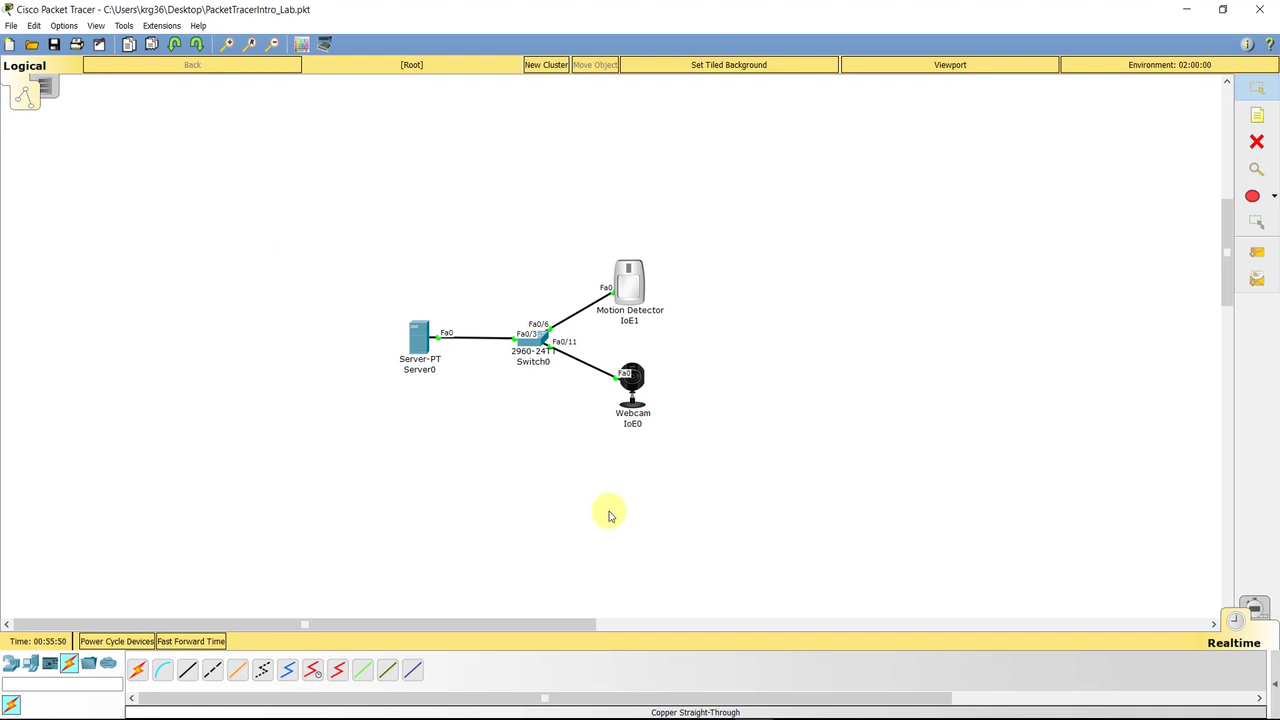 Cisco Packet Tracer - C:\Users\krg36\Desktop\PacketTracerIntro_Lab.pkt
File Edit Options View Tools Extensions Help
Logical Back [Root] New Cluster Move Object Set Tiled Background Viewport Environment: 02:00:00
Fa0
Motion Detector
IoE1
Fa0/6
Fa0
Fa0/3
Fa0/11
2960-24TT
Switch0
Server-PT
Server0
Fa0
Webcam
IoE0
Time: 00:55:50 Power Cycle Devices Fast Forward Time Realtime
Copper Straight-Through